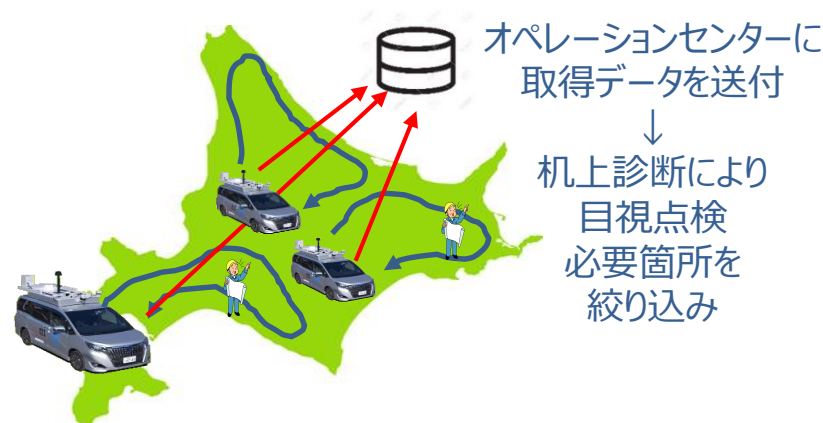 オペレーションセンターに
取得データを送付
↓
机上診断により
目視点検
必要箇所を
絞り込み